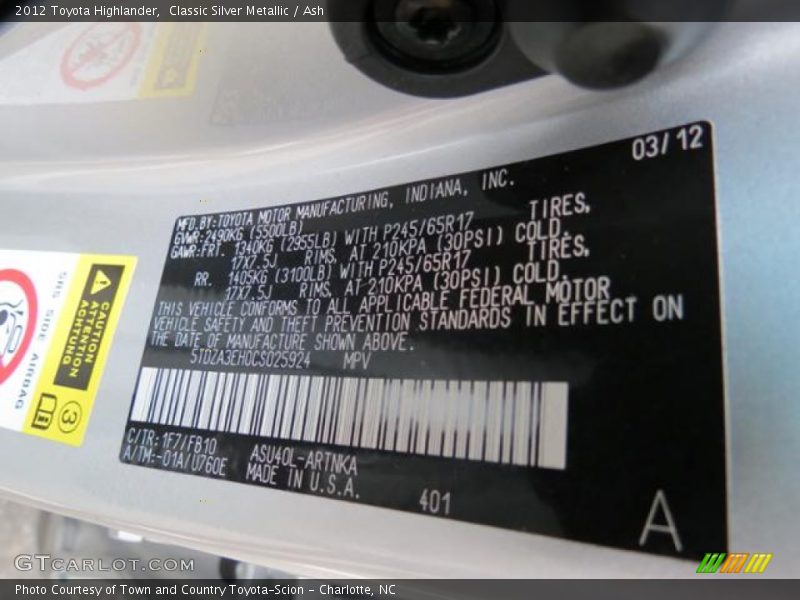 2012 Toyota Highlander,  Classic Silver Metallic / Ash
03/12
MFD.BY:TOYOTA MOTOR MANUFACTURING, INDIANA, INC.
GVWR:2490KG (5500LB)
GAWR:FRT. 1340KG (2955LB) WITH P245/65R17 TIRES,
17X7.5J RIMS, AT 210KPA (30PSI) COLD.
RR. 1405KG (3100LB) WITH P245/65R17 TIRES,
17X7.5J RIMS, AT 210KPA (30PSI) COLD.
THIS VEHICLE CONFORMS TO ALL APPLICABLE FEDERAL MOTOR
VEHICLE SAFETY AND THEFT PREVENTION STANDARDS IN EFFECT ON
THE DATE OF MANUFACTURE SHOWN ABOVE.
5TDZA3EH0CS025924 MPV
C/TR:1F7/FB10
A/TM:-01A/U760E
ASU40L-ARTNKA
MADE IN U.S.A.
401
A
CAUTION
ATTENTION
ACHTUNG
SRS SIDE AIRBAG
3
GTCARLOT.COM
Photo Courtesy of Town and Country Toyota-Scion - Charlotte, NC